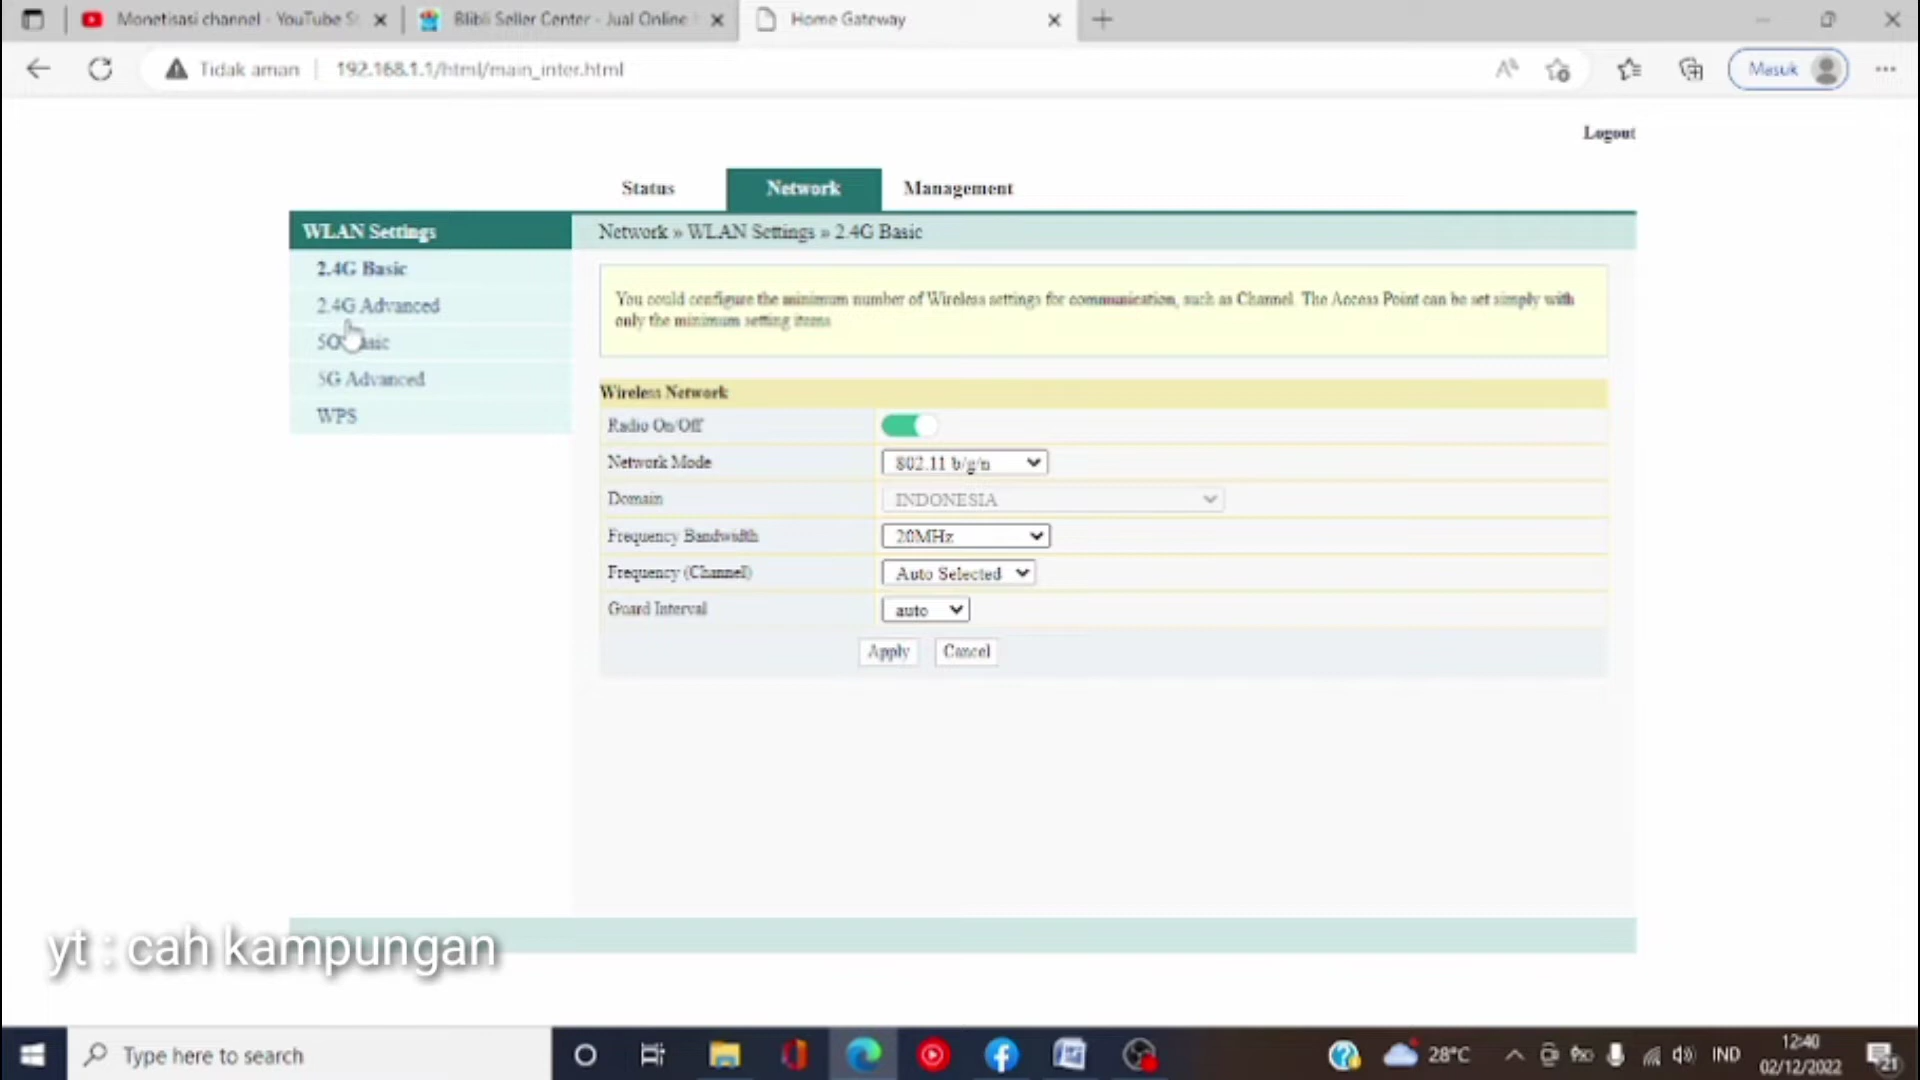 Monetisasi channel - YouTube S
Blibli Seller Center - Jual Online
Home Gateway
Tidak aman
192.168.1.1/html/main_inter.html
Masuk
Logout
Status
Network
Management
WLAN Settings
Network » WLAN Settings » 2.4G Basic
2.4G Basic
2.4G Advanced
5G Advanced
WPS
You could configure the minimum number of Wireless settings for communication, such as Channel. The Access Point can be set simply with
only the minimum setting items
Wireless Network
Radio On/Off
Network Mode
802.11 b/g/n
Domain
INDONESIA
Frequency Bandwidth
20MHz
Frequency (Channel)
Auto Selected
Guard Interval
auto
Apply
Cancel
yt : cah kampungan
Type here to search
28°C
IND
12:40
02/12/2022
21